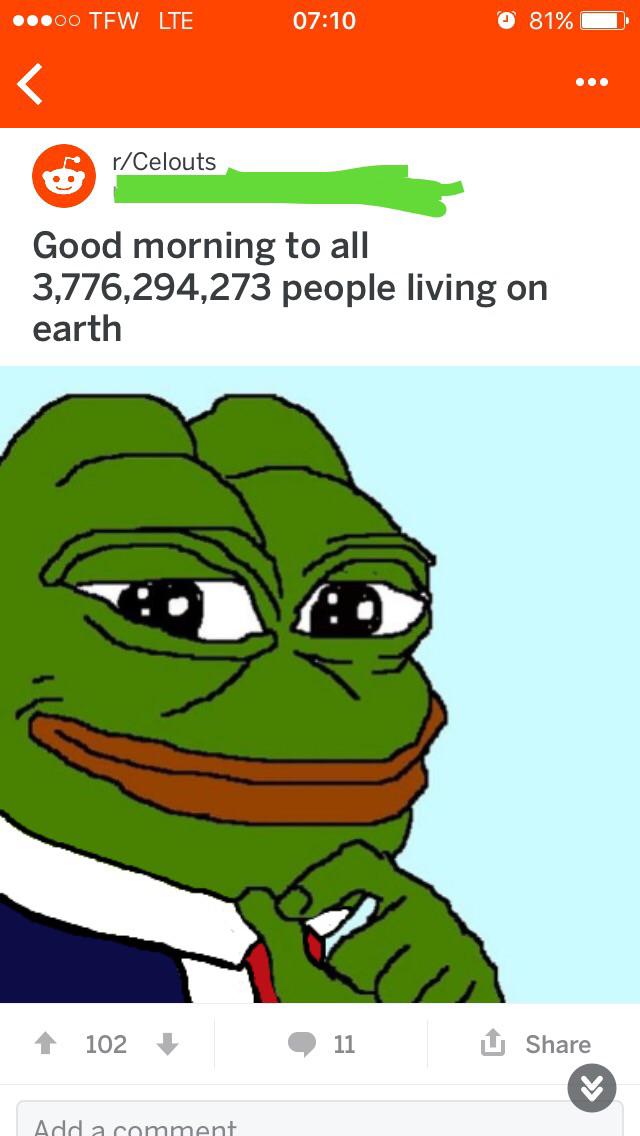 TFW LTE 07:10 81%
r/Celouts
Good morning to all
3,776,294,273 people living on
earth
102 11 Share
Add a comment